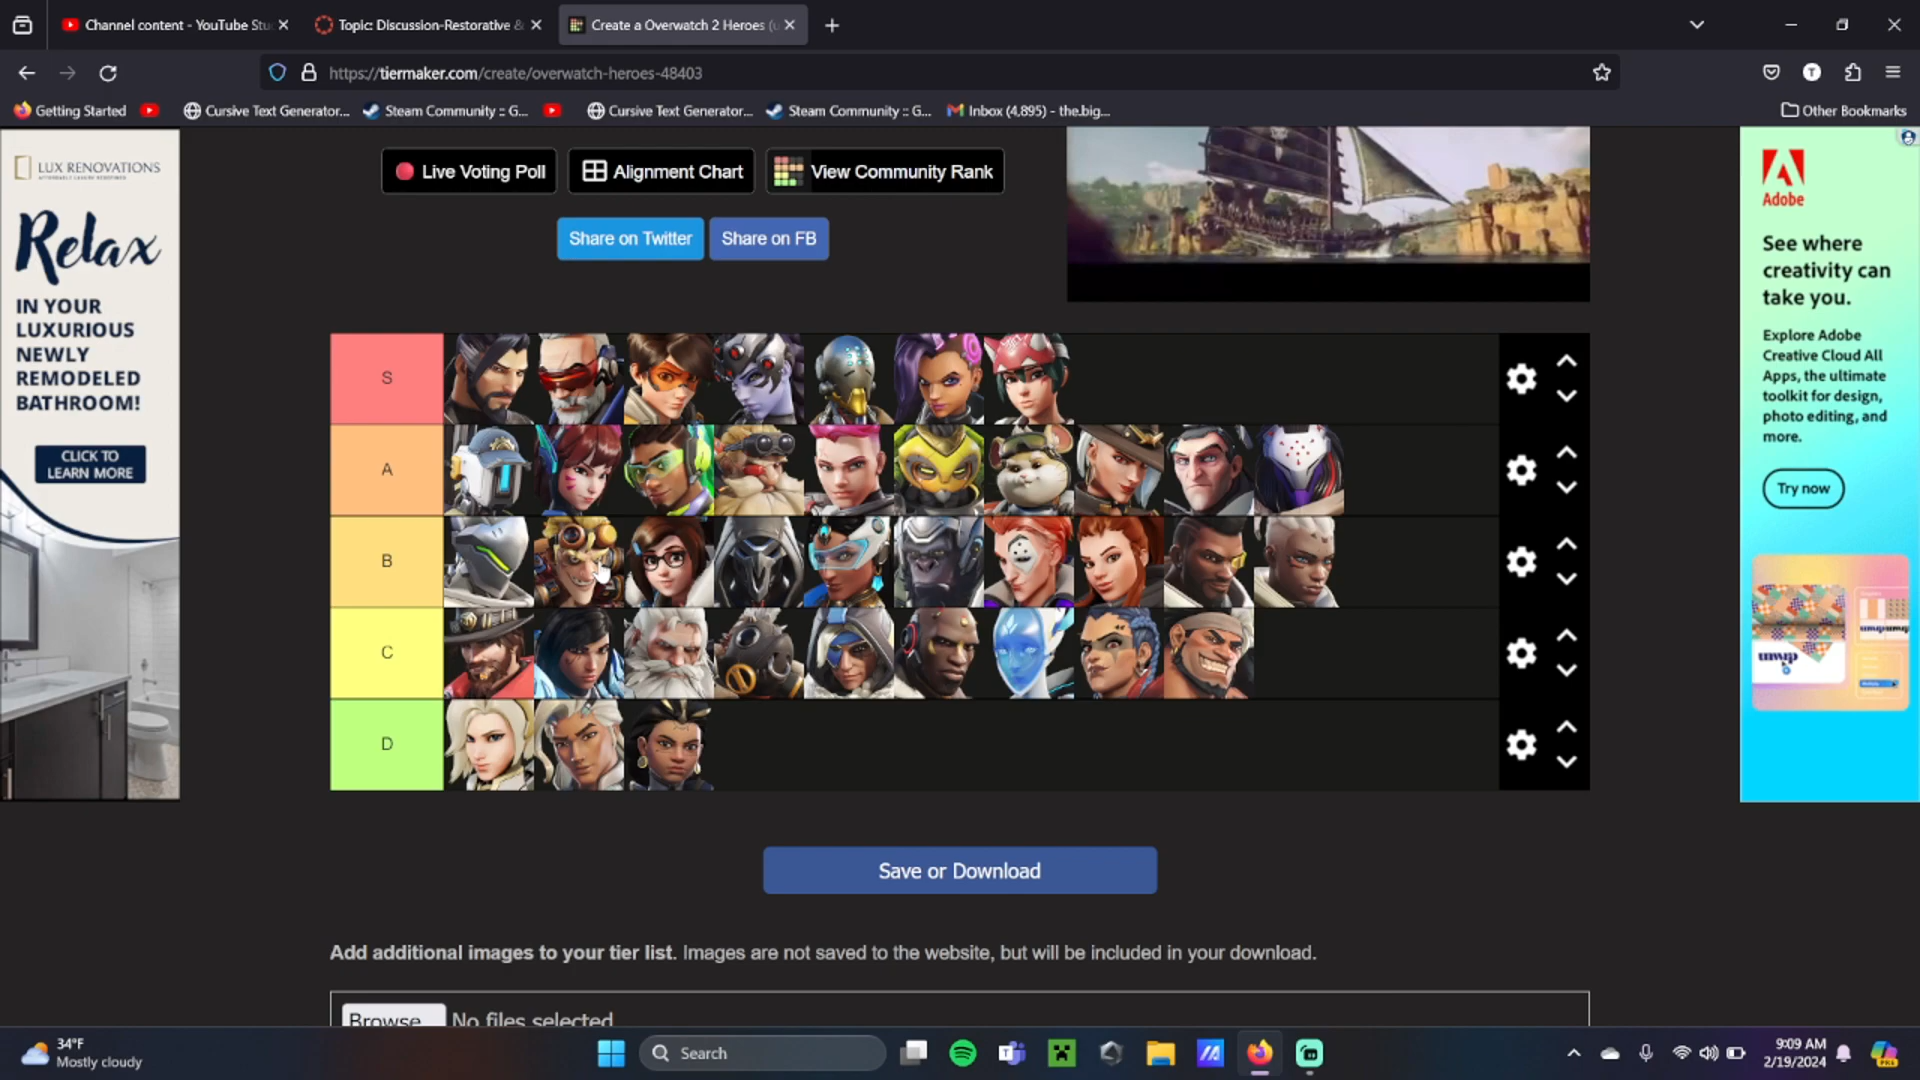 Channel content - YouTube Stu
Topic: Discussion-Restorative &
Create a Overwatch 2 Heroes (u
https://tiermaker.com/create/overwatch-heroes-48403
Getting Started
Cursive Text Generator...
Steam Community :: G...
Cursive Text Generator...
Steam Community :: G...
Inbox (4,895) - the.big...
Other Bookmarks
LUX RENOVATIONS
Relax
IN YOUR
LUXURIOUS
NEWLY
REMODELED
BATHROOM!
CLICK TO
LEARN MORE
Live Voting Poll
Alignment Chart
View Community Rank
Share on Twitter
Share on FB
S
A
B
C
D
Save or Download
Add additional images to your tier list. Images are not saved to the website, but will be included in your download.
Browse...
No files selected
Adobe
See where
creativity can
take you.
Explore Adobe
Creative Cloud All
Apps, the ultimate
toolkit for design,
photo editing, and
more.
Try now
34°F
Mostly cloudy
Search
9:09 AM
2/19/2024